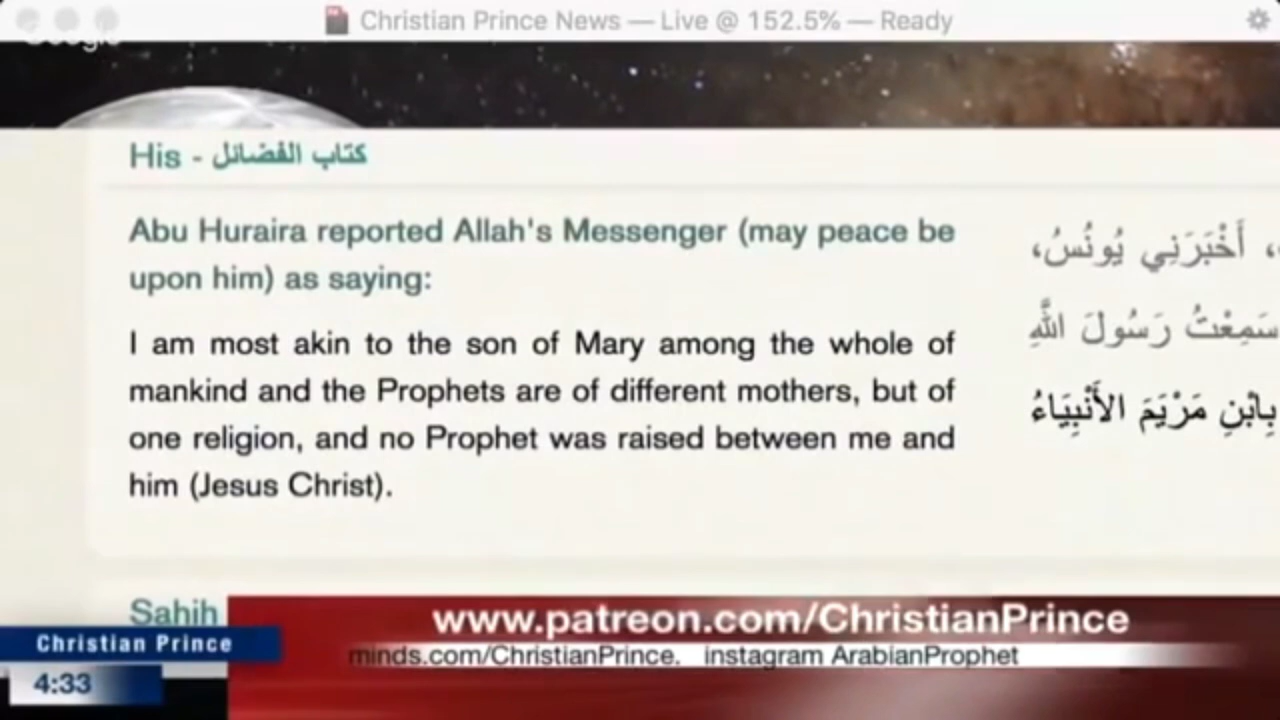 Christian Prince News — Live @ 152.5% — Ready
Google
His - كتاب الفضائل
Abu Huraira reported Allah's Messenger (may peace be
upon him) as saying:
I am most akin to the son of Mary among the whole of
mankind and the Prophets are of different mothers, but of
one religion, and no Prophet was raised between me and
him (Jesus Christ).
، أَخْبَرَنِي يُونُسُ،
سَمِعْتُ رَسُولَ اللَّهِ
بِابْنِ مَرْيَمَ الأَنْبِيَاءُ
Sahih
www.patreon.com/ChristianPrince
Christian Prince
minds.com/ChristianPrince. instagram ArabianProphet
4:33